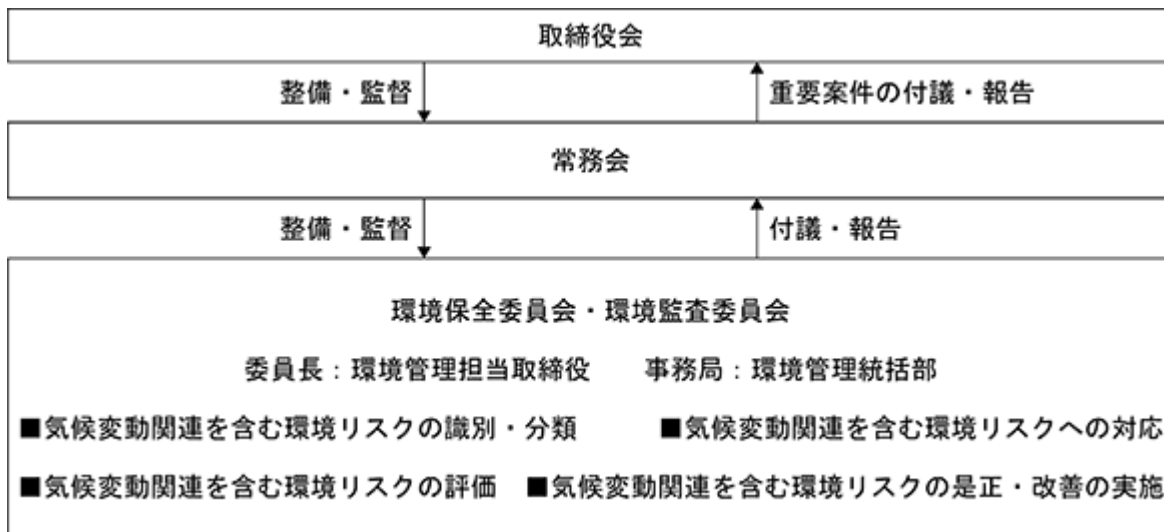 取締役会
整備・監督 重要案件の付議・報告
常務会
整備・監督 付議・報告
環境保全委員会・環境監査委員会
委員長：環境管理担当取締役 事務局：環境管理統括部
■気候変動関連を含む環境リスクの識別・分類 ■気候変動関連を含む環境リスクへの対応
■気候変動関連を含む環境リスクの評価 ■気候変動関連を含む環境リスクの是正・改善の実施